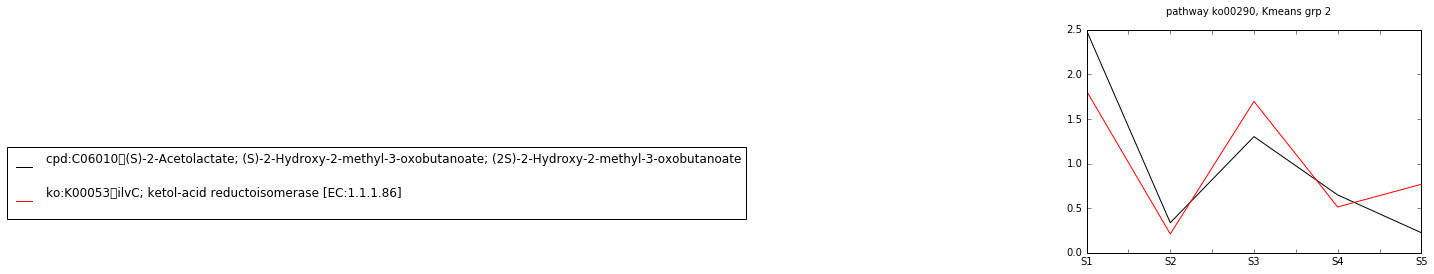 pathway ko00290, Kmeans grp 2
cpd:C06010▯(S)-2-Acetolactate; (S)-2-Hydroxy-2-methyl-3-oxobutanoate; (2S)-2-Hydroxy-2-methyl-3-oxobutanoate
ko:K00053▯ilvC; ketol-acid reductoisomerase [EC:1.1.1.86]
2.5
2.0
1.5
1.0
0.5
0.0
S1 S2 S3 S4 S5